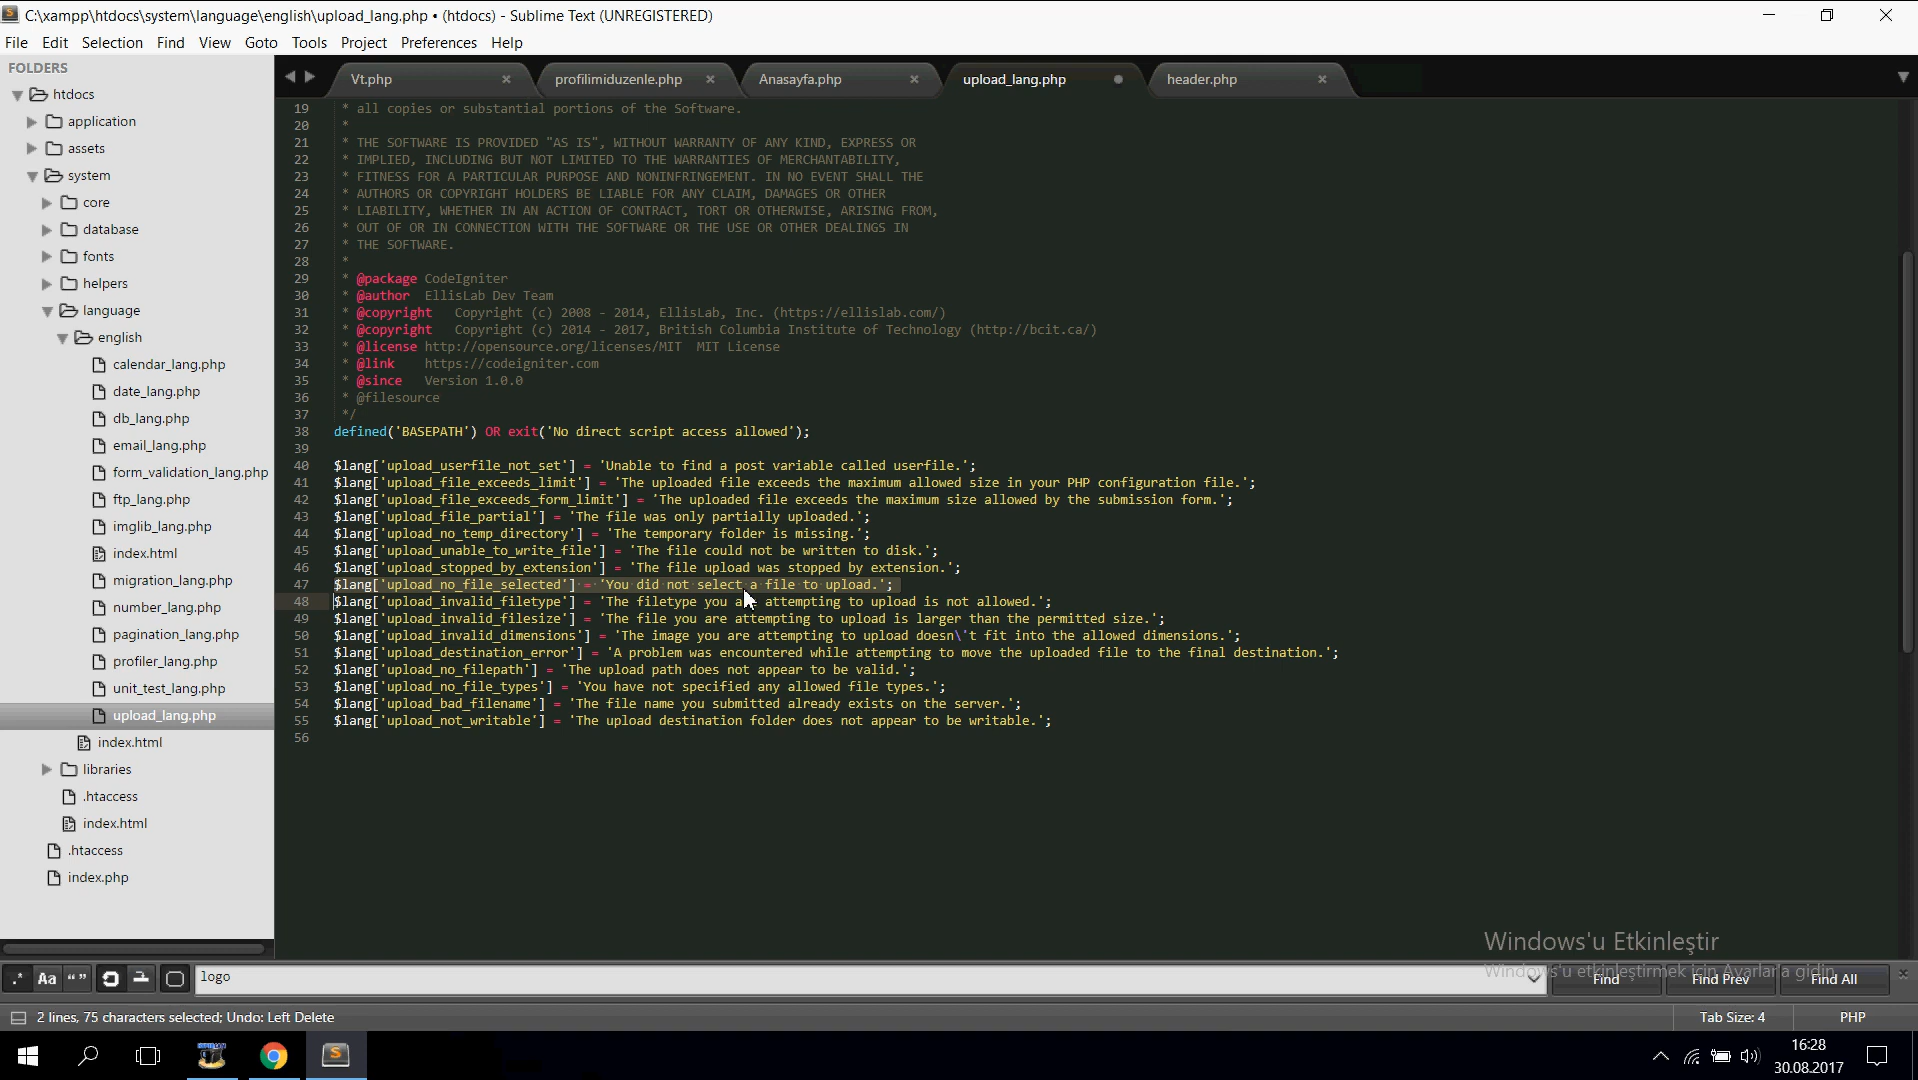 C:\xampp\htdocs\system\language\english\upload_lang.php • (htdocs) - Sublime Text (UNREGISTERED)
File Edit Selection Find View Goto Tools Project Preferences Help
FOLDERS
htdocs
application
assets
system
core
database
fonts
helpers
language
english
calendar_lang.php
date_lang.php
db_lang.php
email_lang.php
form_validation_lang.php
ftp_lang.php
imglib_lang.php
index.html
migration_lang.php
number_lang.php
pagination_lang.php
profiler_lang.php
unit_test_lang.php
upload_lang.php
index.html
libraries
.htaccess
index.html
.htaccess
index.php
Vt.php profilimiduzenle.php Anasayfa.php upload_lang.php header.php
19 * all copies or substantial portions of the Software.
20 *
21 * THE SOFTWARE IS PROVIDED "AS IS", WITHOUT WARRANTY OF ANY KIND, EXPRESS OR
22 * IMPLIED, INCLUDING BUT NOT LIMITED TO THE WARRANTIES OF MERCHANTABILITY,
23 * FITNESS FOR A PARTICULAR PURPOSE AND NONINFRINGEMENT. IN NO EVENT SHALL THE
24 * AUTHORS OR COPYRIGHT HOLDERS BE LIABLE FOR ANY CLAIM, DAMAGES OR OTHER
25 * LIABILITY, WHETHER IN AN ACTION OF CONTRACT, TORT OR OTHERWISE, ARISING FROM,
26 * OUT OF OR IN CONNECTION WITH THE SOFTWARE OR THE USE OR OTHER DEALINGS IN
27 * THE SOFTWARE.
28 *
29 * @package CodeIgniter
30 * @author EllisLab Dev Team
31 * @copyright Copyright (c) 2008 - 2014, EllisLab, Inc. (https://ellislab.com/)
32 * @copyright Copyright (c) 2014 - 2017, British Columbia Institute of Technology (http://bcit.ca/)
33 * @license http://opensource.org/licenses/MIT MIT License
34 * @link https://codeigniter.com
35 * @since Version 1.0.0
36 * @filesource
37 */
38 defined('BASEPATH') OR exit('No direct script access allowed');
39
40 $lang['upload_userfile_not_set'] = 'Unable to find a post variable called userfile.';
41 $lang['upload_file_exceeds_limit'] = 'The uploaded file exceeds the maximum allowed size in your PHP configuration file.';
42 $lang['upload_file_exceeds_form_limit'] = 'The uploaded file exceeds the maximum size allowed by the submission form.';
43 $lang['upload_file_partial'] = 'The file was only partially uploaded.';
44 $lang['upload_no_temp_directory'] = 'The temporary folder is missing.';
45 $lang['upload_unable_to_write_file'] = 'The file could not be written to disk.';
46 $lang['upload_stopped_by_extension'] = 'The file upload was stopped by extension.';
47 $lang['upload_no_file_selected'] = 'You did not select a file to upload.';
48 $lang['upload_invalid_filetype'] = 'The filetype you attempting to upload is not allowed.';
49 $lang['upload_invalid_filesize'] = 'The file you are attempting to upload is larger than the permitted size.';
50 $lang['upload_invalid_dimensions'] = 'The image you are attempting to upload doesn\'t fit into the allowed dimensions.';
51 $lang['upload_destination_error'] = 'A problem was encountered while attempting to move the uploaded file to the final destination.';
52 $lang['upload_no_filepath'] = 'The upload path does not appear to be valid.';
53 $lang['upload_no_file_types'] = 'You have not specified any allowed file types.';
54 $lang['upload_bad_filename'] = 'The file name you submitted already exists on the server.';
55 $lang['upload_not_writable'] = 'The upload destination folder does not appear to be writable.';
56
Windows'u Etkinleştir
Windows'u etkinleştirmek için Ayarlar'a gidin.
.* Aa “ ” logo Find Find Prev Find All
2 lines, 75 characters selected; Undo: Left Delete Tab Size: 4 PHP
16:28
30.08.2017